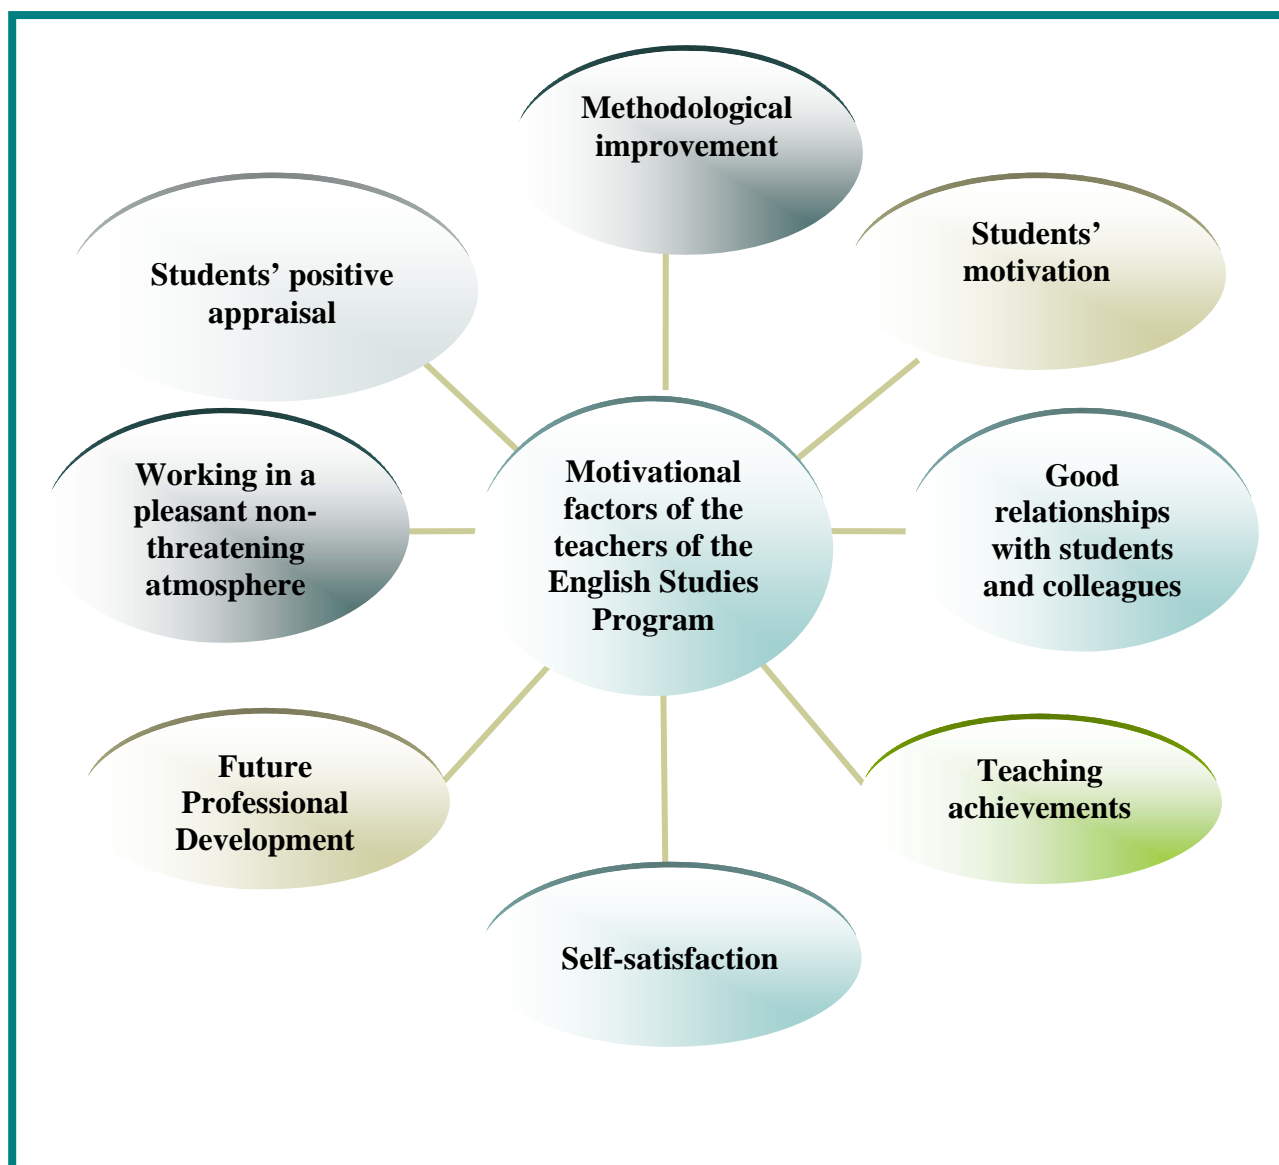 Methodological
improvement
Students’
motivation
Students’ positive
appraisal
Working in a
pleasant non-
threatening
atmosphere
Motivational
factors of the
teachers of the
English Studies
Program
Good
relationships
with students
and colleagues
Future
Professional
Development
Teaching
achievements
Self-satisfaction